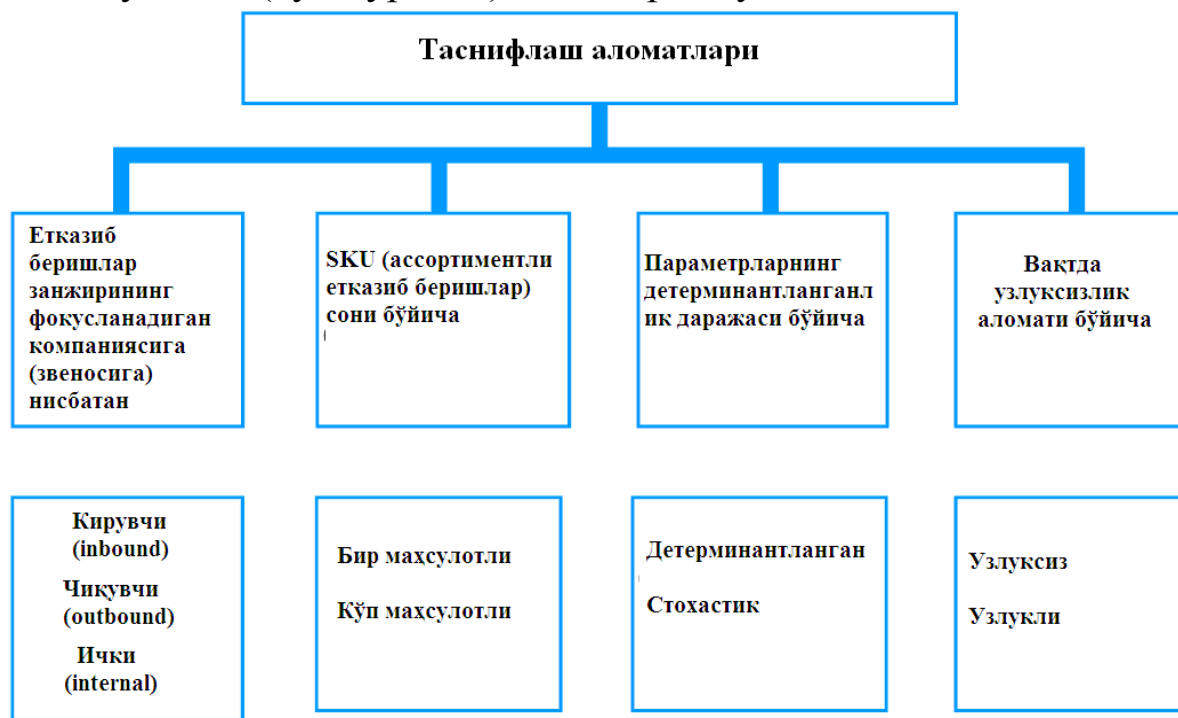 Таснифлаш аломатлари
Етказиб
беришлар
занжирининг
фокусланадиган
компаниясига
(звеносига)
нисбатан
SKU (ассортиментли
етказиб беришлар)
сони бўйича
Параметрларнинг
детерминантланганл
ик даражаси бўйича
Вақтда
узлуксизлик
аломати бўйича
Кирувчи
(inbound)
Чиқувчи
(outbound)
Ички
(internal)
Бир маҳсулотли
Кўп маҳсулотли
Детерминантланган
Стохастик
Узлуксиз
Узлукли